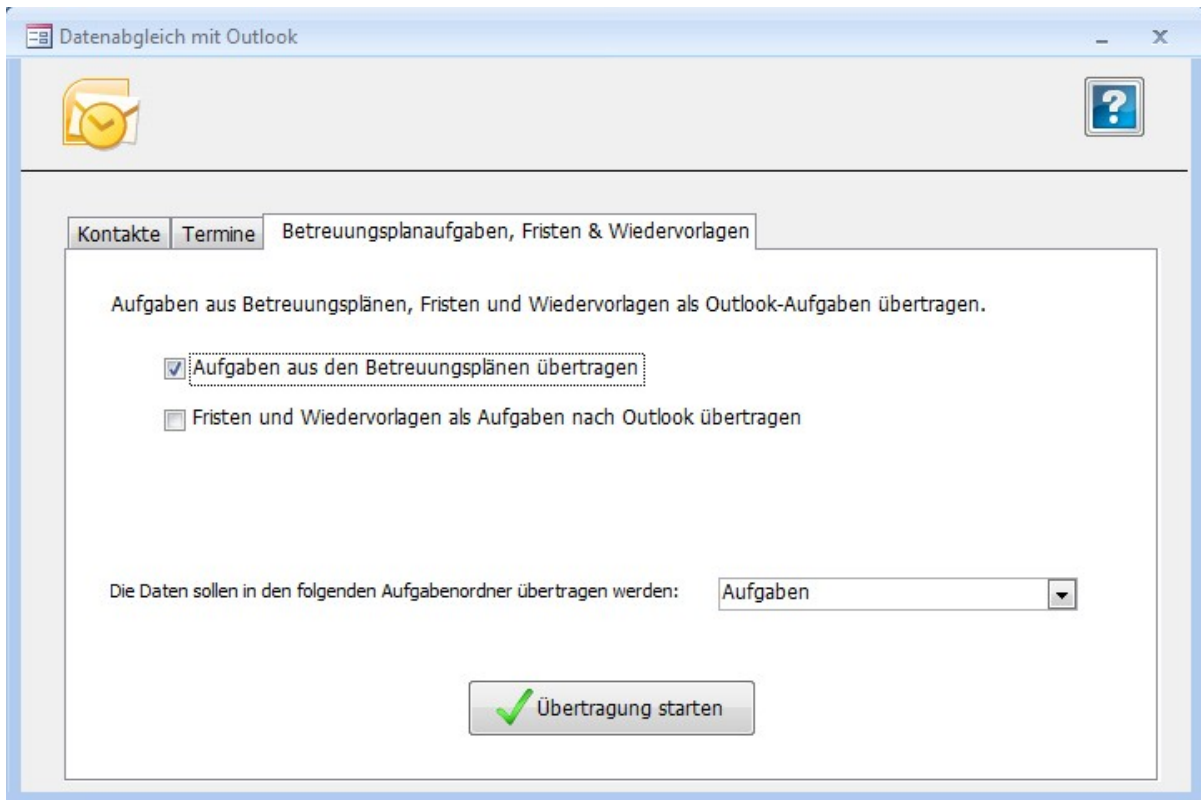 Datenabgleich mit Outlook
?
Kontakte Termine Betreuungsplanaufgaben, Fristen & Wiedervorlagen
Aufgaben aus Betreuungsplänen, Fristen und Wiedervorlagen als Outlook-Aufgaben übertragen.
Aufgaben aus den Betreuungsplänen übertragen
Fristen und Wiedervorlagen als Aufgaben nach Outlook übertragen
Die Daten sollen in den folgenden Aufgabenordner übertragen werden: Aufgaben
Übertragung starten